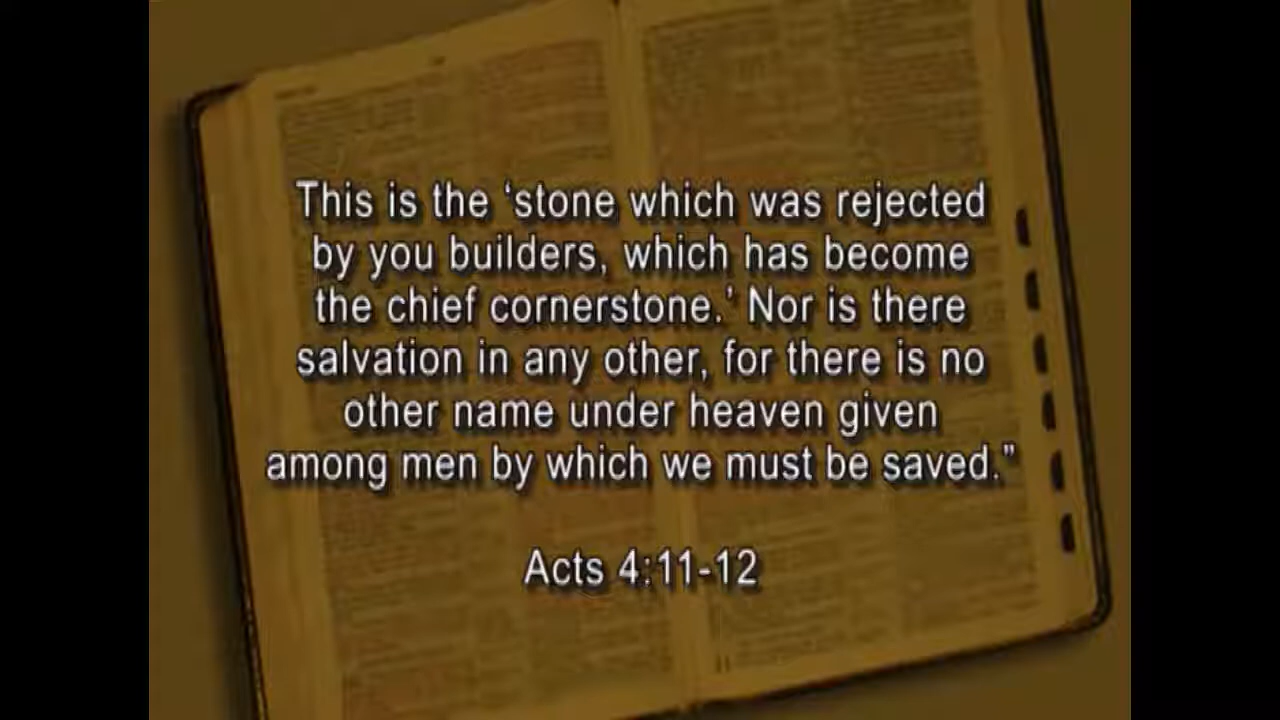 This is the ‘stone which was rejected
by you builders, which has become
the chief cornerstone.’ Nor is there
salvation in any other, for there is no
other name under heaven given
among men by which we must be saved.”
Acts 4:11-12